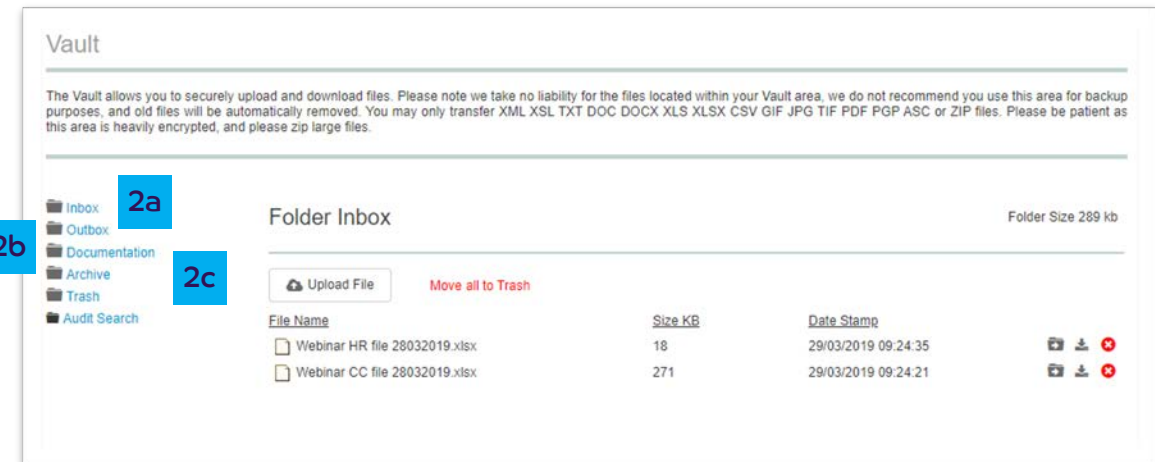 Vault
The Vault allows you to securely upload and download files. Please note we take no liability for the files located within your Vault area, we do not recommend you use this area for backup
purposes, and old files will be automatically removed. You may only transfer XML XSL TXT DOC DOCX XLS XLSX CSV GIF JPG TIF PDF PGP ASC or ZIP files. Please be patient as
this area is heavily encrypted, and please zip large files.
Inbox
2a
Outbox
2b
Documentation
Archive
2c
Trash
Audit Search
Folder Inbox
Folder Size 289 kb
Upload File
Move all to Trash
File Name Size KB Date Stamp
Webinar HR file 28032019.xlsx 18 29/03/2019 09:24:35
Webinar CC file 28032019.xlsx 271 29/03/2019 09:24:21